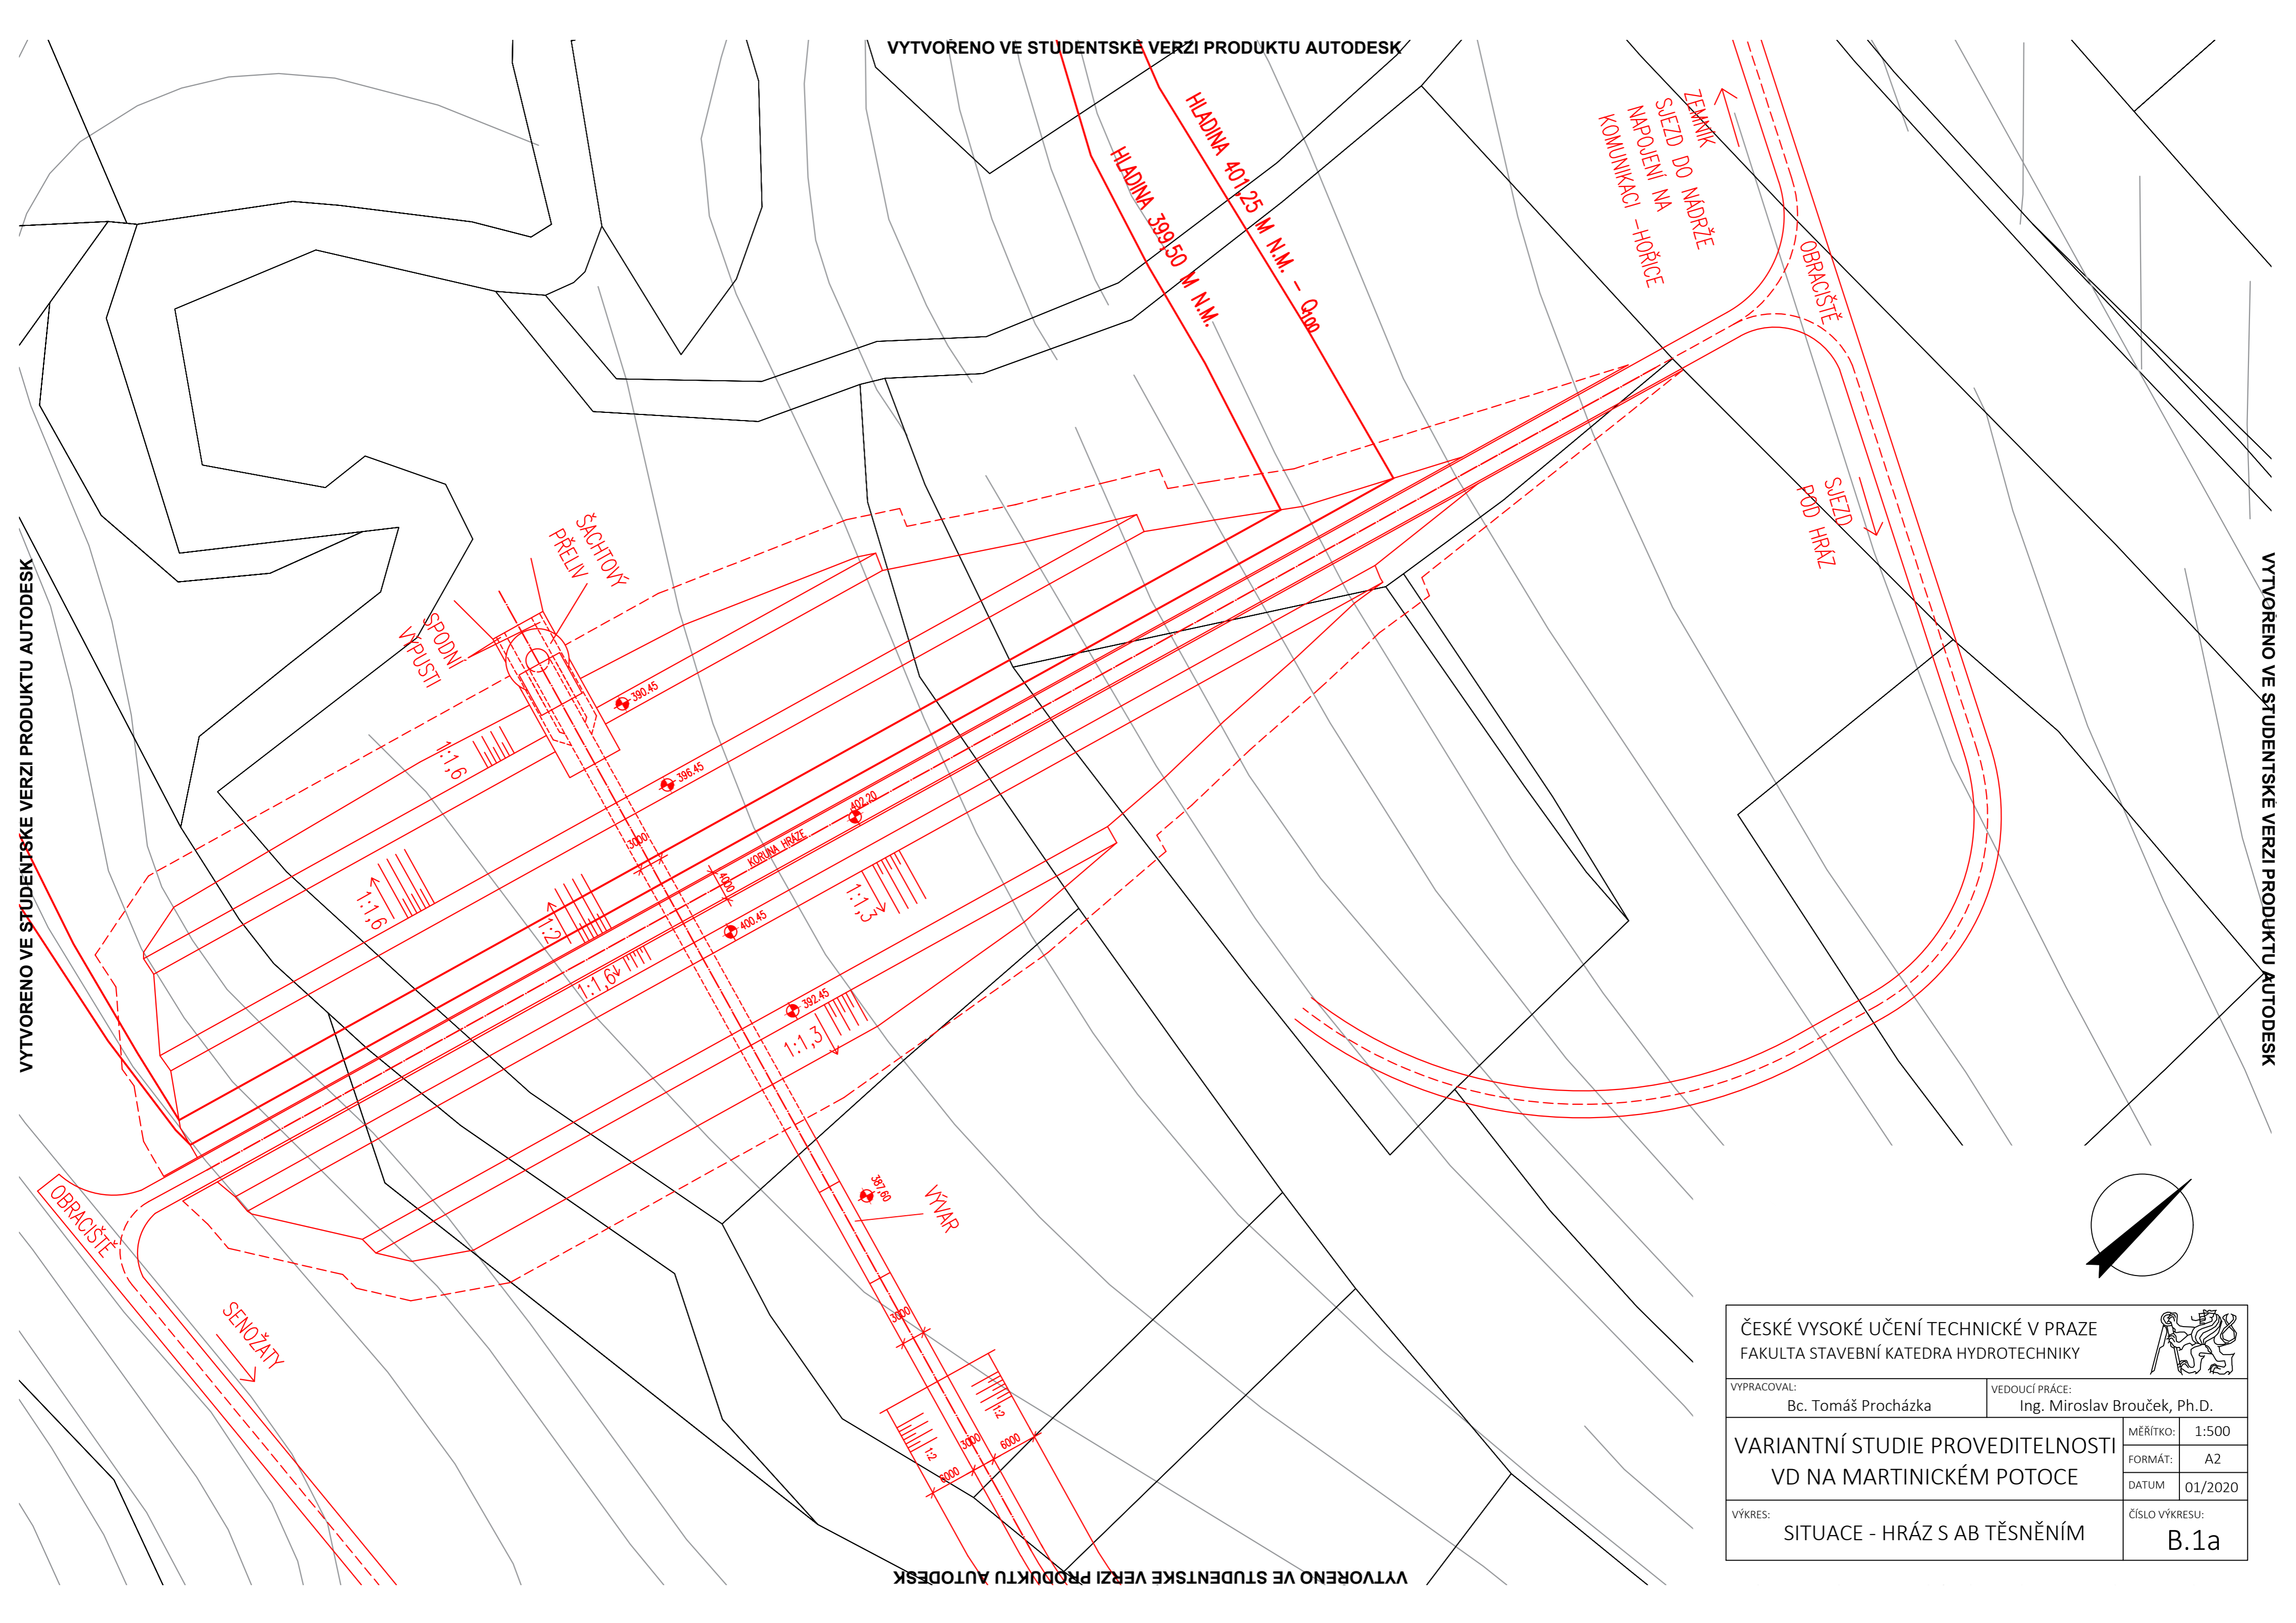 VYTVOŘENO VE STUDENTSKÉ VERZI PRODUKTU AUTODESK
HLADINA 401,25 M N.M. - Q100
HLADINA 399,50 M N.M.
ZEMNÍK
SJEZD DO NÁDRŽE
NAPOJENÍ NA
KOMUNIKACI -HOŘICE
OBRACIŠTĚ
SJEZD
POD HRÁZ
ŠACHTOVÝ
PŘELIV
SPODNÍ
VÝPUSTI
390.45
1:1,6
396.45
402,20
KORUNA HRÁZE
3000
4000
1:1,6
1:2
1:1,3
400.45
1:1,6
392.45
1:1,3
387,60
VÝVAR
OBRACIŠTĚ
SENOŽATY
3000
1:2
1:2
3000
6000
6000
VYTVOŘENO VE STUDENTSKÉ VERZI PRODUKTU AUTODESK
VYTVOŘENO VE STUDENTSKÉ VERZI PRODUKTU AUTODESK
VYTVOŘENO VE STUDENTSKÉ VERZI PRODUKTU AUTODESK
ČESKÉ VYSOKÉ UČENÍ TECHNICKÉ V PRAZE
FAKULTA STAVEBNÍ KATEDRA HYDROTECHNIKY
VYPRACOVAL:
Bc. Tomáš Procházka
VEDOUCÍ PRÁCE:
Ing. Miroslav Brouček, Ph.D.
VARIANTNÍ STUDIE PROVEDITELNOSTI
VD NA MARTINICKÉM POTOCE
MĚŘÍTKO: 1:500
FORMÁT: A2
DATUM 01/2020
VÝKRES:
SITUACE - HRÁZ S AB TĚSNĚNÍM
ČÍSLO VÝKRESU:
B.1a